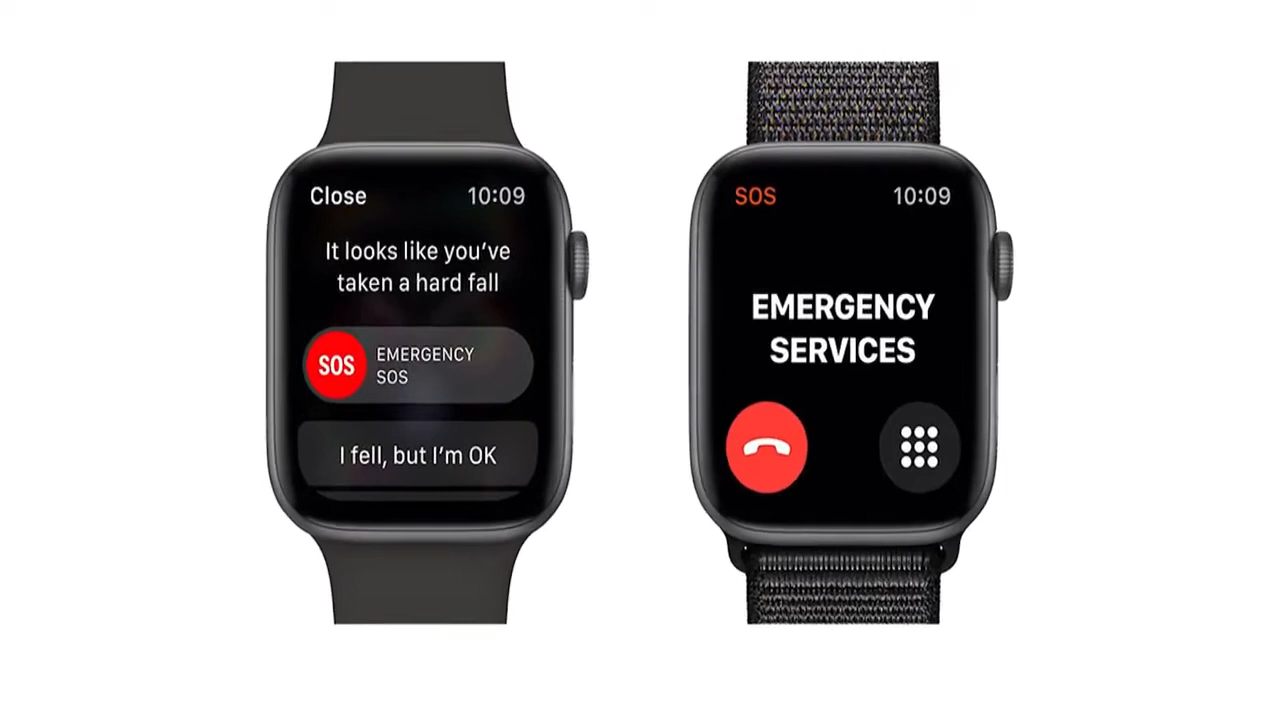 Close 10:09
It looks like you’ve
taken a hard fall
SOS EMERGENCY
SOS
I fell, but I’m OK
SOS 10:09
EMERGENCY
SERVICES